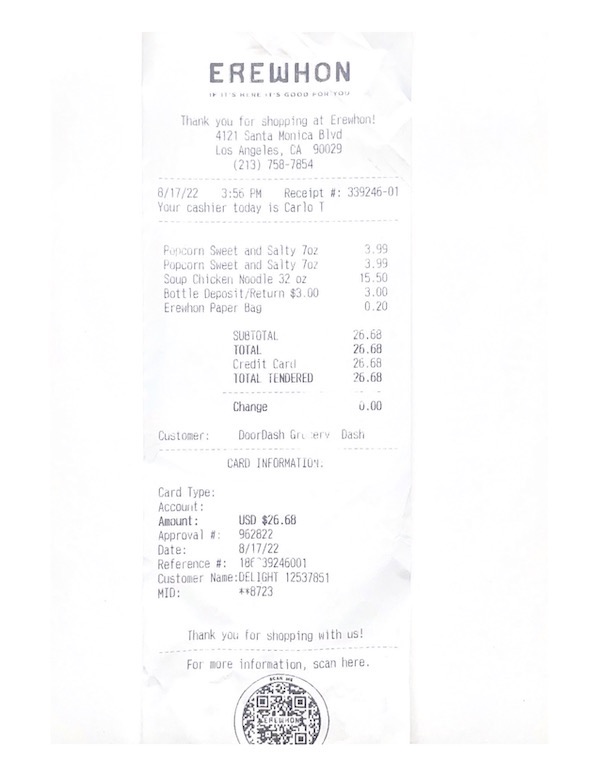 EREWHON
IF IT'S HERE IT'S GOOD FOR YOU
Thank you for shopping at Erewhon!
4121 Santa Monica Blvd
Los Angeles, CA 90029
(213) 758-7854
8/17/22 3:56 PM Receipt #: 339246-01
Your cashier today is Carlo T
Popcorn Sweet and Salty 7oz 3.99
Popcorn Sweet and Salty 7oz 3.99
Soup Chicken Noodle 32 oz 15.50
Bottle Deposit/Return $3.00 3.00
Erewhon Paper Bag 0.20
SUBTOTAL 26.68
TOTAL 26.68
Credit Card 26.68
TOTAL TENDERED 26.68
Change 0.00
Customer: DoorDash Dash
CARD INFORMATION:
Card Type:
Account:
Amount: USD $26.68
Approval #: 962822
Date: 8/17/22
Reference #:
Customer Name:DELIGHT 12537851
MID: **8723
Thank you for shopping with us!
For more information, scan here.
SCAN ME
EREWHON